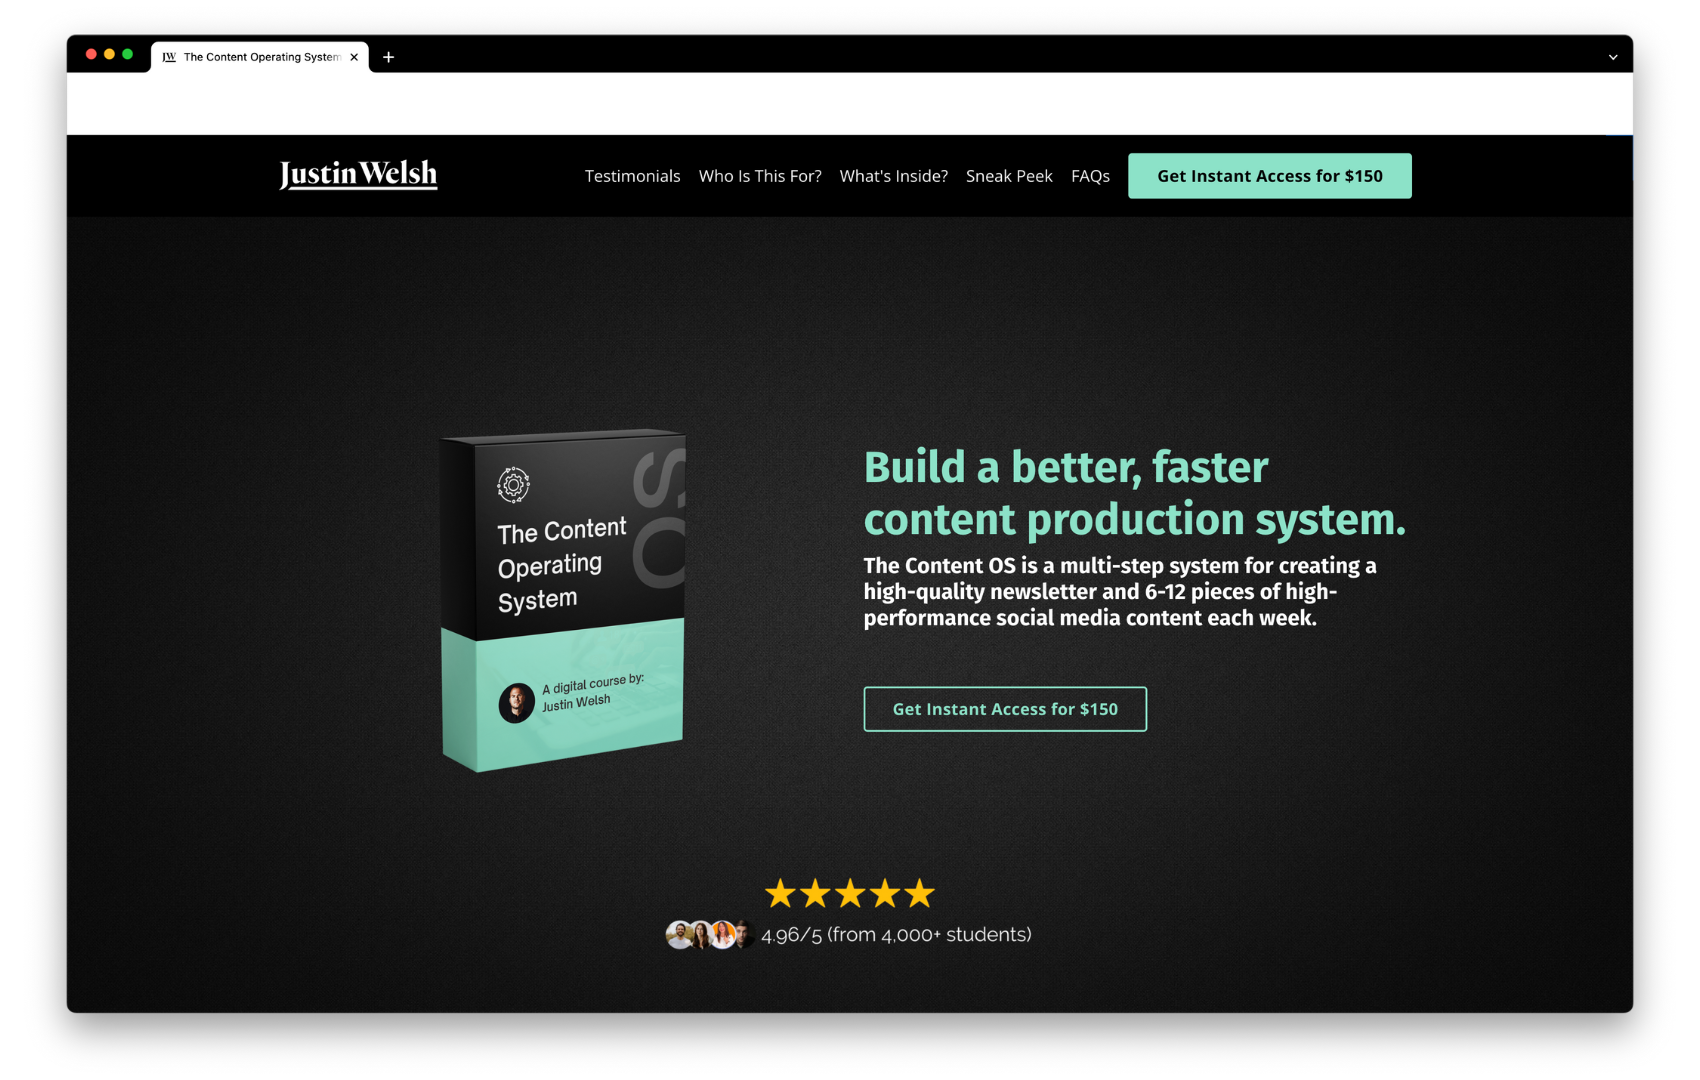 JW The Content Operating System
JustinWelsh
Testimonials Who Is This For? What's Inside? Sneak Peek FAQs Get Instant Access for $150
OS
The Content
Operating
System
A digital course by:
Justin Welsh
Build a better, faster
content production system.
The Content OS is a multi-step system for creating a
high-quality newsletter and 6-12 pieces of high-
performance social media content each week.
Get Instant Access for $150
4.96/5 (from 4,000+ students)